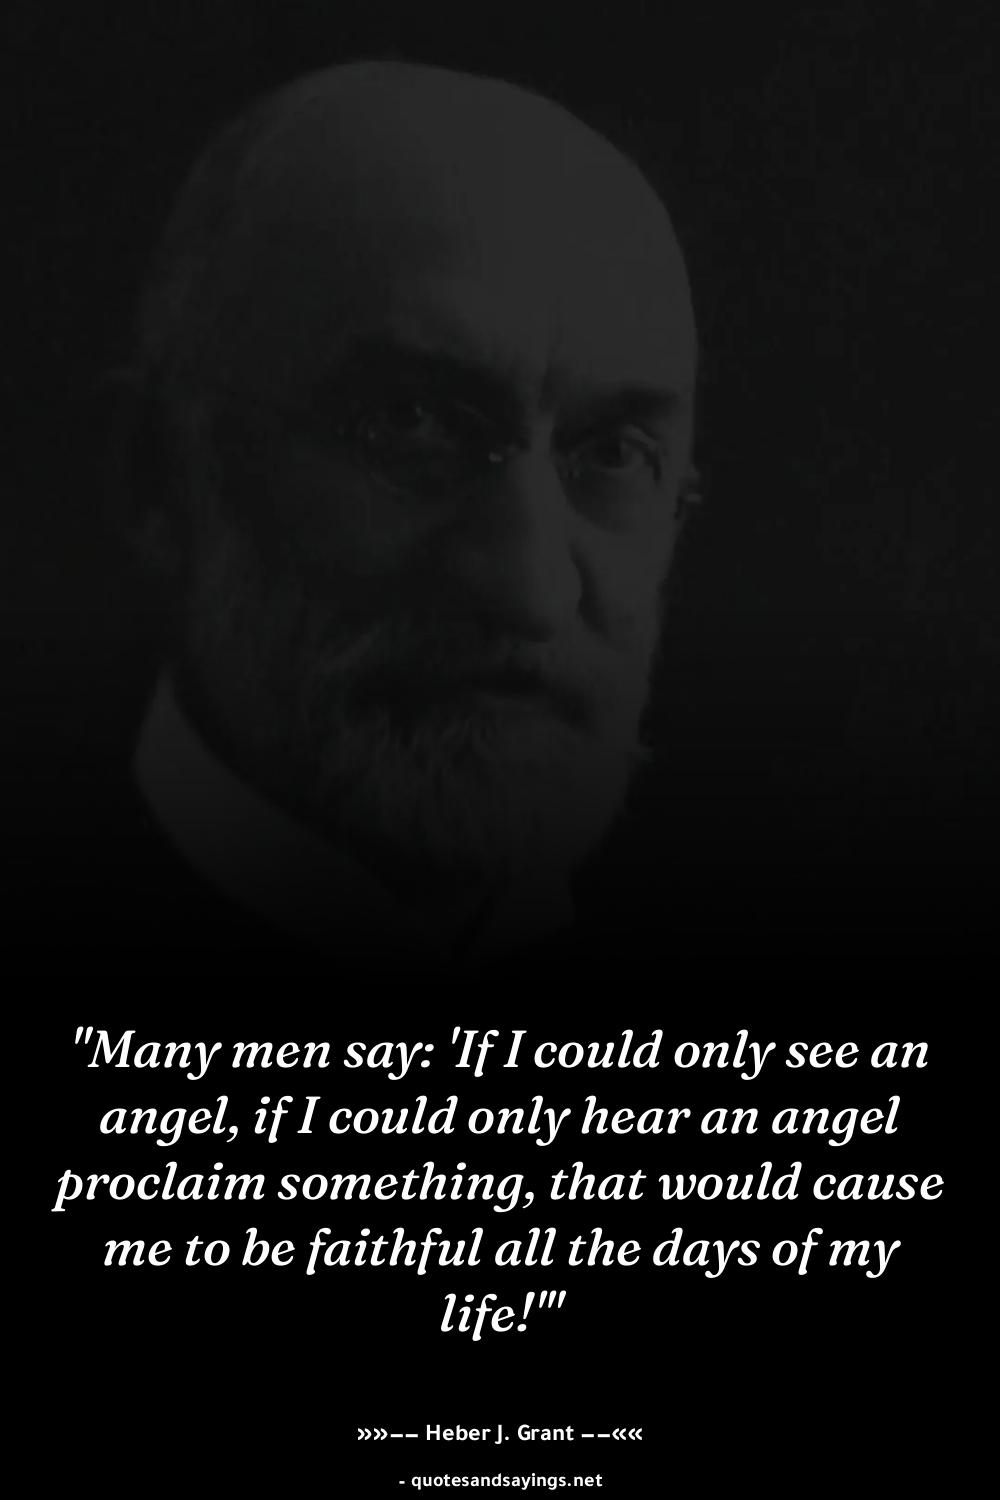 "Many men say: 'If I could only see an
angel, if I could only hear an angel
proclaim something, that would cause
me to be faithful all the days of my
life!'"
»»−− Heber J. Grant −−««
- quotesandsayings.net